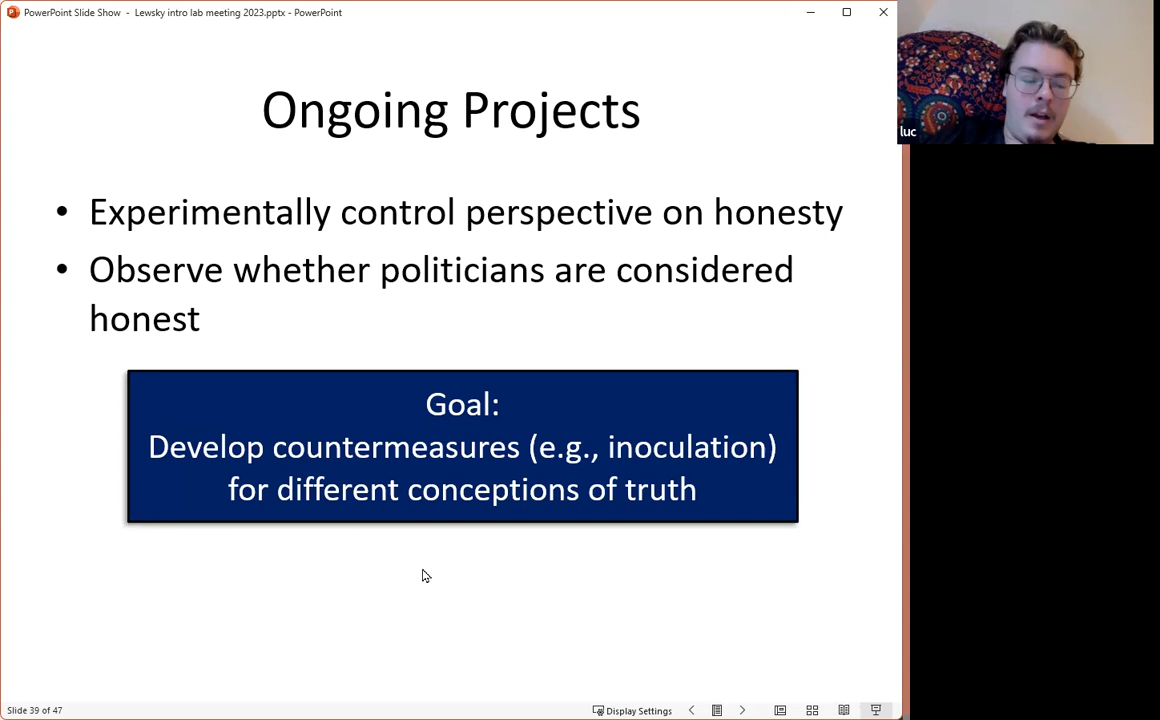 PowerPoint Slide Show - Lewsky intro lab meeting 2023.pptx - PowerPoint
luc
Ongoing Projects
• Experimentally control perspective on honesty
• Observe whether politicians are considered
honest
Goal:
Develop countermeasures (e.g., inoculation)
for different conceptions of truth
Slide 39 of 47
Display Settings